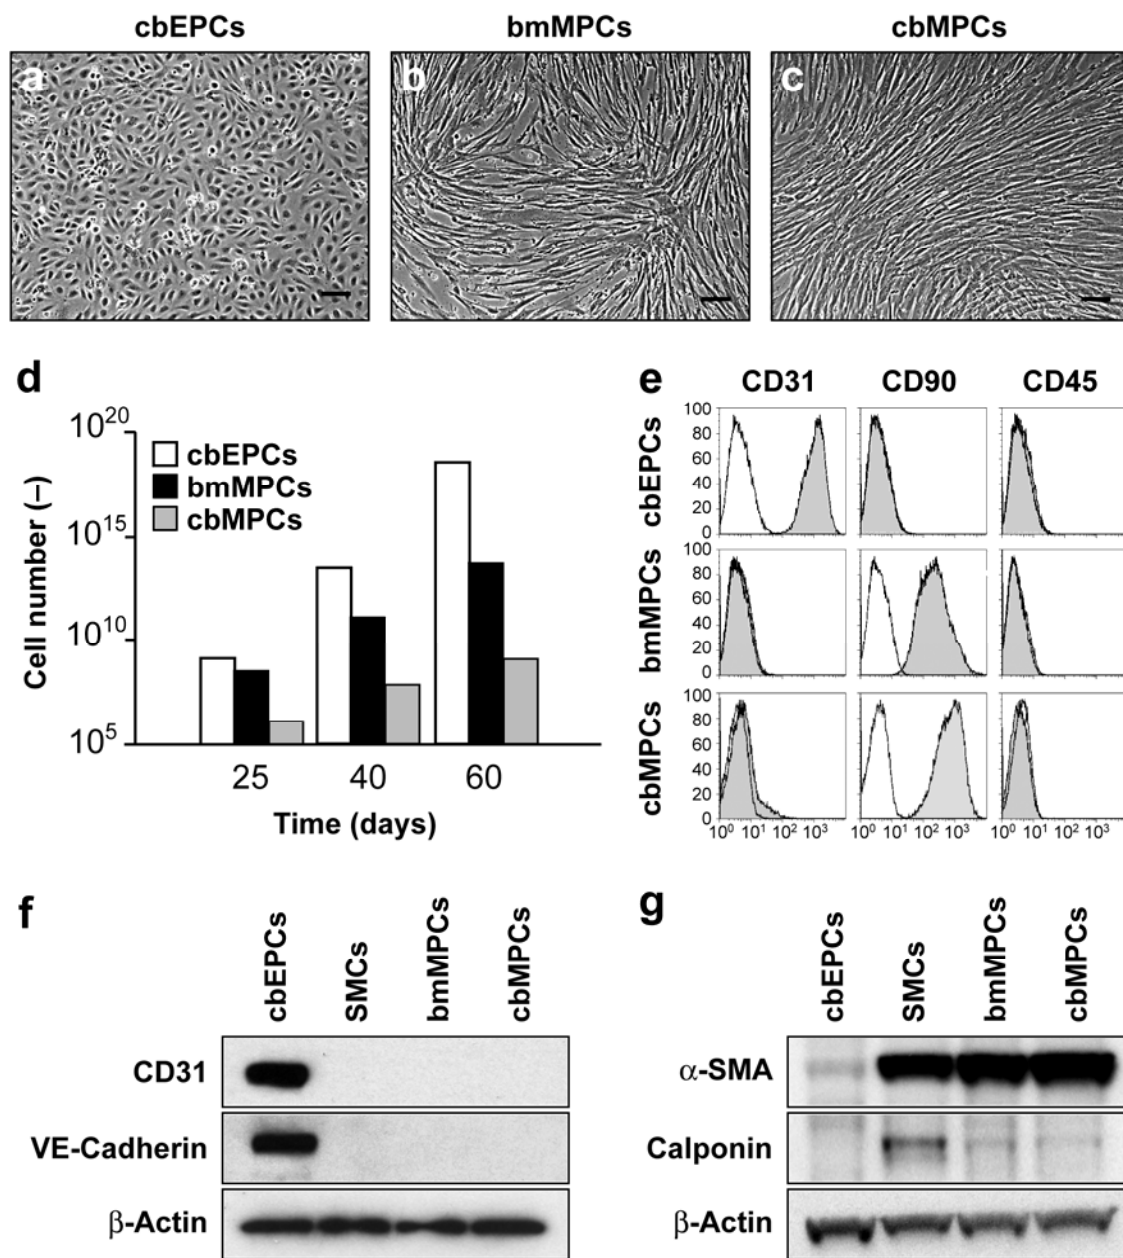 cbEPCs bmMPCs cbMPCs
a b c
d
Cell number (–)
10^20
10^15
10^10
10^5
cbEPCs
bmMPCs
cbMPCs
25 40 60
Time (days)
e
CD31 CD90 CD45
cbEPCs
100
80
60
40
20
0
bmMPCs
100
80
60
40
20
0
cbMPCs
100
80
60
40
20
0
10^0 10^1 10^2 10^3 10^0 10^1 10^2 10^3 10^0 10^1 10^2 10^3
f
cbEPCs SMCs bmMPCs cbMPCs
CD31
VE-Cadherin
β-Actin
g
cbEPCs SMCs bmMPCs cbMPCs
α-SMA
Calponin
β-Actin